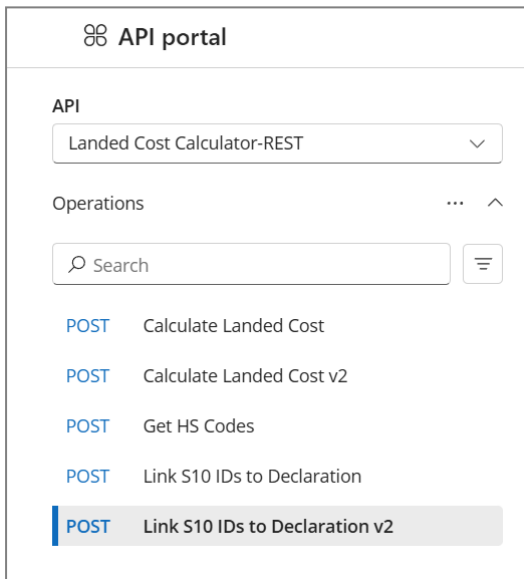 API portal
API
Landed Cost Calculator-REST
Operations
Search
POST Calculate Landed Cost
POST Calculate Landed Cost v2
POST Get HS Codes
POST Link S10 IDs to Declaration
POST Link S10 IDs to Declaration v2